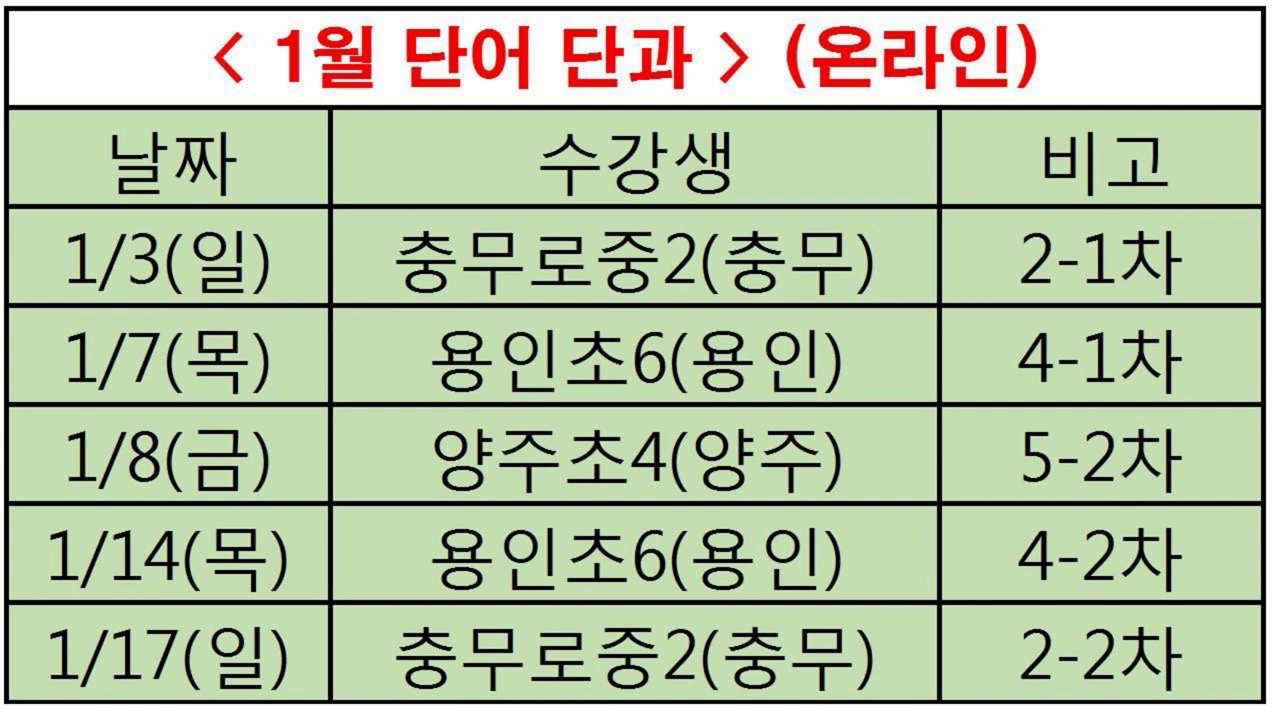 < 1월 단어 단과 > (온라인)
날짜 수강생 비고
1/3(일) 충무로중2(충무) 2-1차
1/7(목) 용인초6(용인) 4-1차
1/8(금) 양주초4(양주) 5-2차
1/14(목) 용인초6(용인) 4-2차
1/17(일) 충무로중2(충무) 2-2차